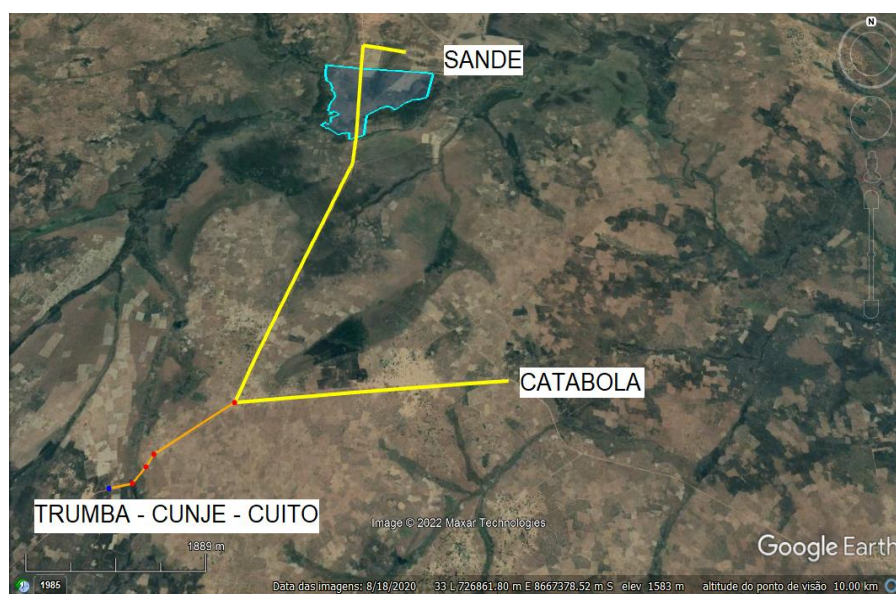 N
SANDE
CATABOLA
TRUMBA - CUNJE - CUITO
Image © 2022 Maxar Technologies
1889 m
Google Earth
1985
Data das imagens: 8/18/2020 33 L 726861.80 m E 8667378.52 m S elev 1583 m altitude do ponto de visão 10.00 km